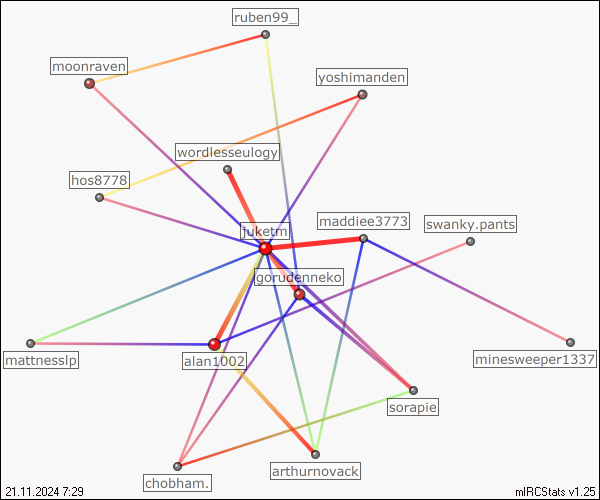 ruben99_
moonraven
yoshimanden
wordlesseulogy
hos8778
maddiee3773
swanky.pants
juketm
gorudenneko
mattnesslp
alan1002
minesweeper1337
sorapie
arthurnovack
chobham.
21.11.2024 7:29
mIRCStats v1.25